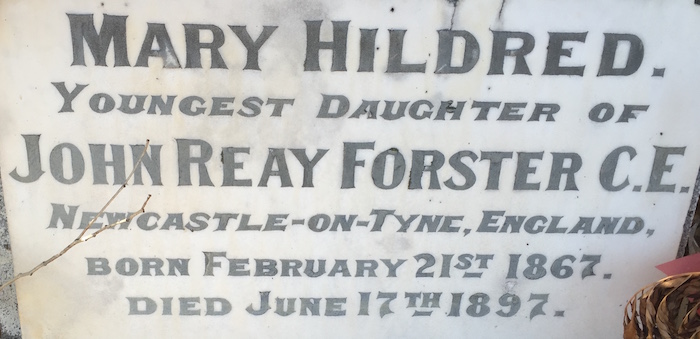 MARY HILDRED.
YOUNGEST DAUGHTER OF
JOHN REAY FORSTER C.E.
NEWCASTLE-ON-TYNE, ENGLAND,
BORN FEBRUARY 21ST 1867.
DIED JUNE 17TH 1897.